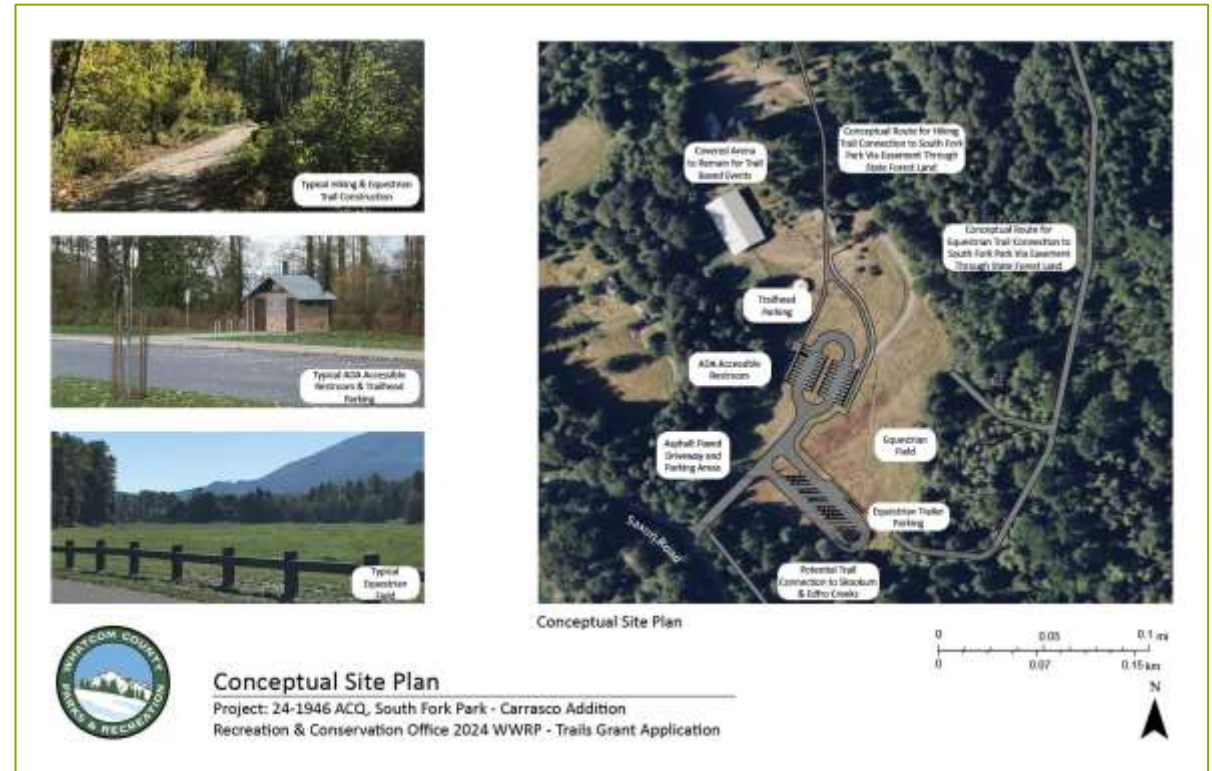 Typical Hiking & Equestrian
Trail Construction
Typical ADA Accessible
Restroom & Trailhead
Parking
Typical
Equestrian
Field
Covered Arena
to Remain for Trail
Based Events
Conceptual Route for Hiking
Trail Connection to South Fork
Park Via Easement Through
State Forest Land
Conceptual Route for
Equestrian Trail Connection to
South Fork Park Via Easement
Through State Forest Land
Trailhead
Parking
ADA Accessible
Restroom
Asphalt Paved
Driveway and
Parking Areas
Equestrian
Field
Equestrian Trailer
Parking
Saxon Road
Potential Trail
Connection to Skookum
& Edfro Creeks
Conceptual Site Plan
0 0.05 0.1 mi
0 0.07 0.15 km
N
WHATCOM COUNTY
PARKS & RECREATION
Conceptual Site Plan
Project: 24-1946 ACQ, South Fork Park - Carrasco Addition
Recreation & Conservation Office 2024 WWRP - Trails Grant Application